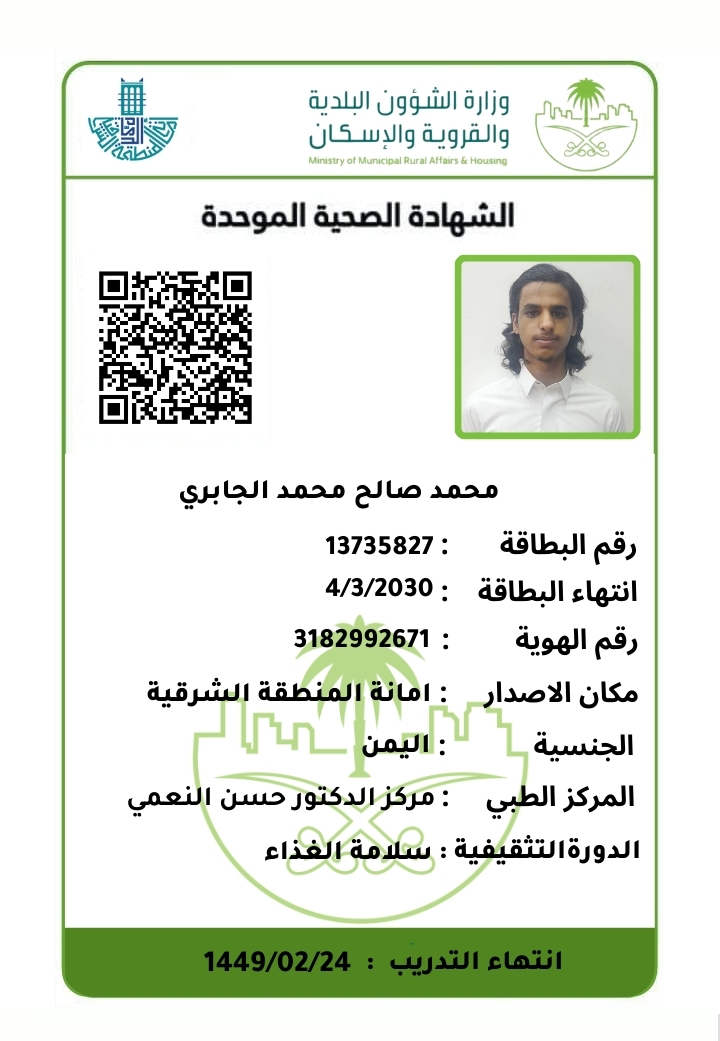 وزارة الشؤون البلدية
والقروية والإسكان
Ministry of Municipal Rural Affairs & Housing
الشهادة الصحية الموحدة
محمد صالح محمد الجابري
رقم البطاقة : 13735827
انتهاء البطاقة : 4/3/2030
رقم الهوية : 3182992671
مكان الاصدار : امانة المنطقة الشرقية
الجنسية : اليمن
المركز الطبي : مركز الدكتور حسن النعمي
الدورةالتثقيفية : سلامة الغذاء
انتهاء التدريب : 1449/02/24